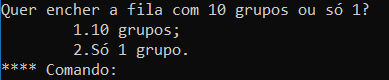 Quer encher a fila com 10 grupos ou só 1?
1.10 grupos;
2.Só 1 grupo.
**** Comando: